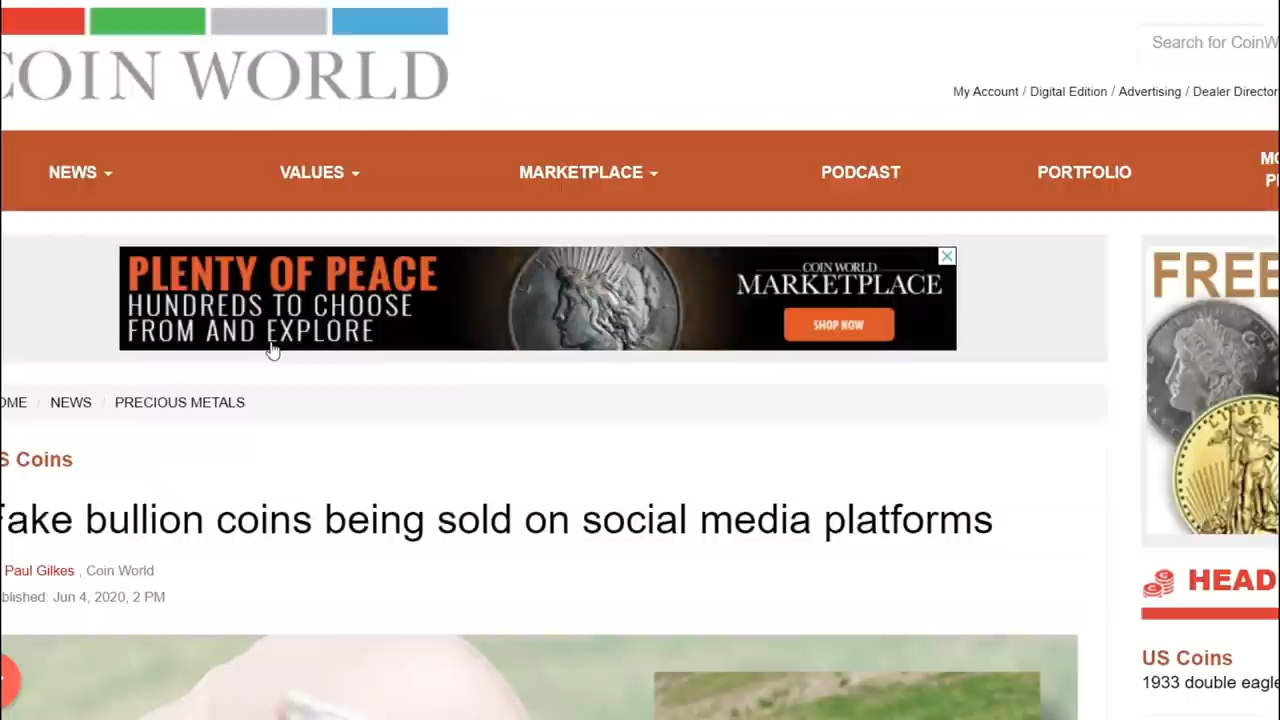 COIN WORLD
Search for CoinW
My Account / Digital Edition / Advertising / Dealer Director
NEWS
VALUES
MARKETPLACE
PODCAST
PORTFOLIO
MO
P
PLENTY OF PEACE
HUNDREDS TO CHOOSE
FROM AND EXPLORE
COIN WORLD
MARKETPLACE
SHOP NOW
FREE
LIBERT
OME / NEWS / PRECIOUS METALS
S Coins
Fake bullion coins being sold on social media platforms
Paul Gilkes , Coin World
blished: Jun 4, 2020, 2 PM
HEAD
US Coins
1933 double eagle